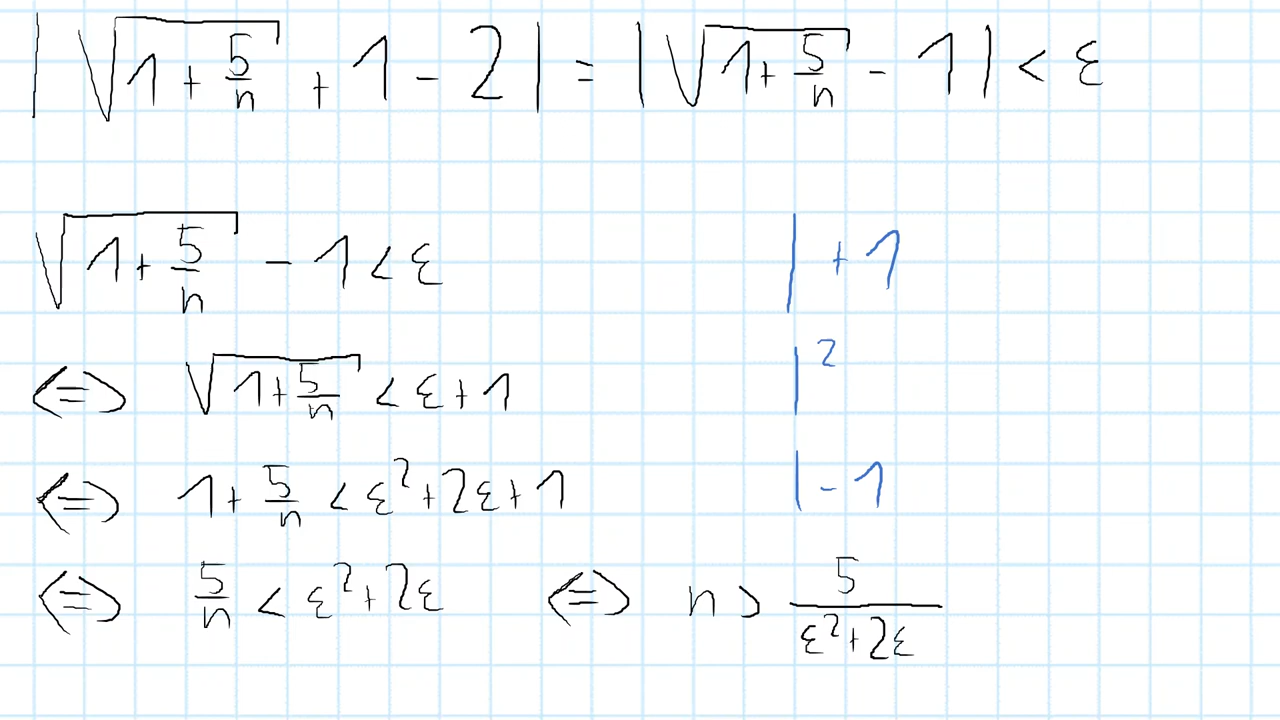 |√(1 + 5/n) + 1 - 2| = |√(1 + 5/n) - 1| < ε
√(1 + 5/n) - 1 < ε | + 1
<=> √(1 + 5/n) < ε + 1 | ²
<=> 1 + 5/n < ε² + 2ε + 1 | - 1
<=> 5/n < ε² + 2ε <=> n > 5/(ε² + 2ε)